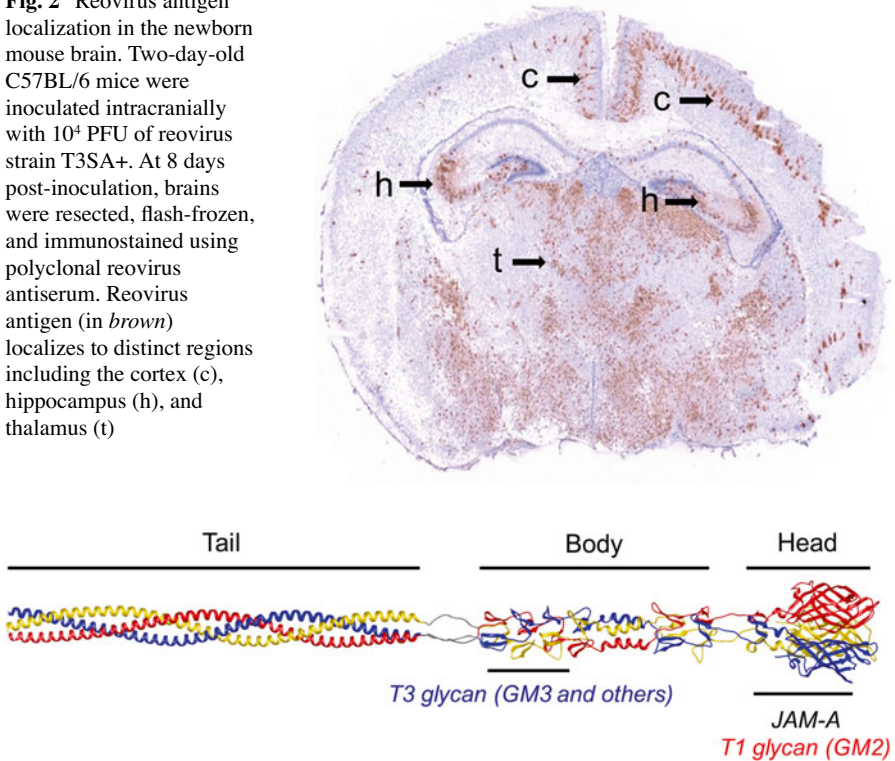 Fig. 2 Reovirus antigen
localization in the newborn
mouse brain. Two-day-old
C57BL/6 mice were
inoculated intracranially
with 10⁴ PFU of reovirus
strain T3SA+. At 8 days
post-inoculation, brains
were resected, flash-frozen,
and immunostained using
polyclonal reovirus
antiserum. Reovirus
antigen (in brown)
localizes to distinct regions
including the cortex (c),
hippocampus (h), and
thalamus (t)
c
c
h
h
t
Tail Body Head
T3 glycan (GM3 and others)
JAM-A
T1 glycan (GM2)